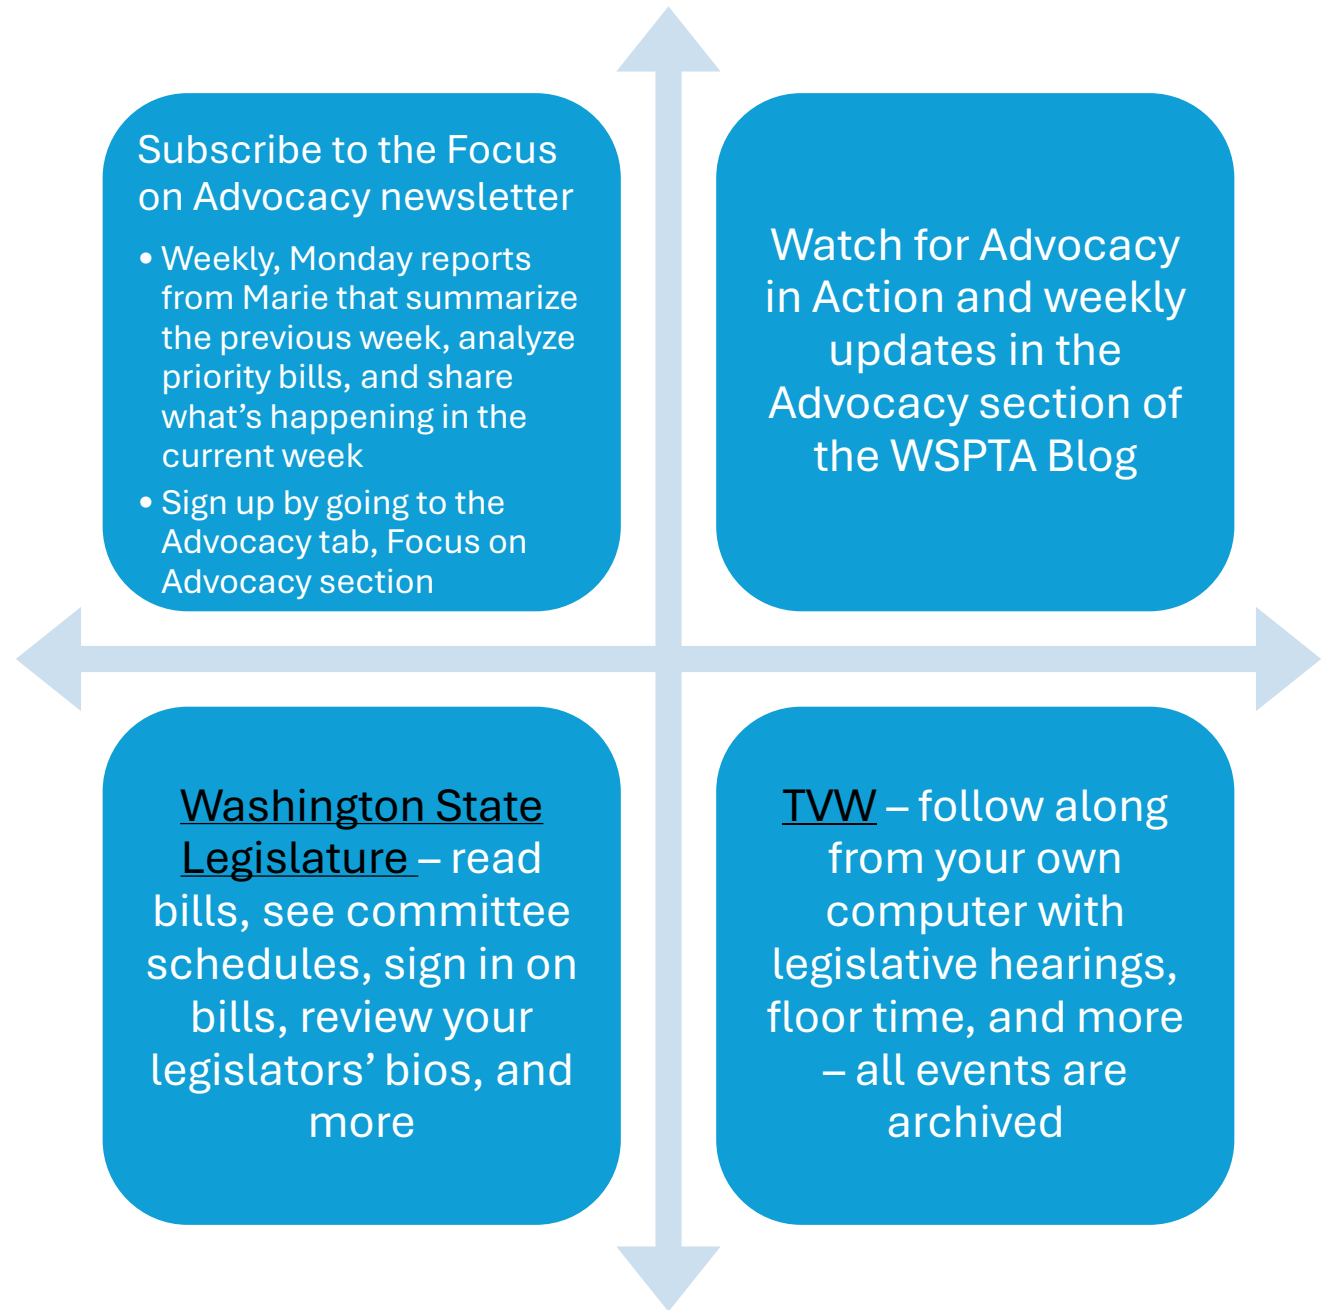 Subscribe to the Focus
on Advocacy newsletter
• Weekly, Monday reports
from Marie that summarize
the previous week, analyze
priority bills, and share
what’s happening in the
current week
• Sign up by going to the
Advocacy tab, Focus on
Advocacy section
Watch for Advocacy
in Action and weekly
updates in the
Advocacy section of
the WSPTA Blog
Washington State
Legislature – read
bills, see committee
schedules, sign in on
bills, review your
legislators’ bios, and
more
TVW – follow along
from your own
computer with
legislative hearings,
floor time, and more
– all events are
archived